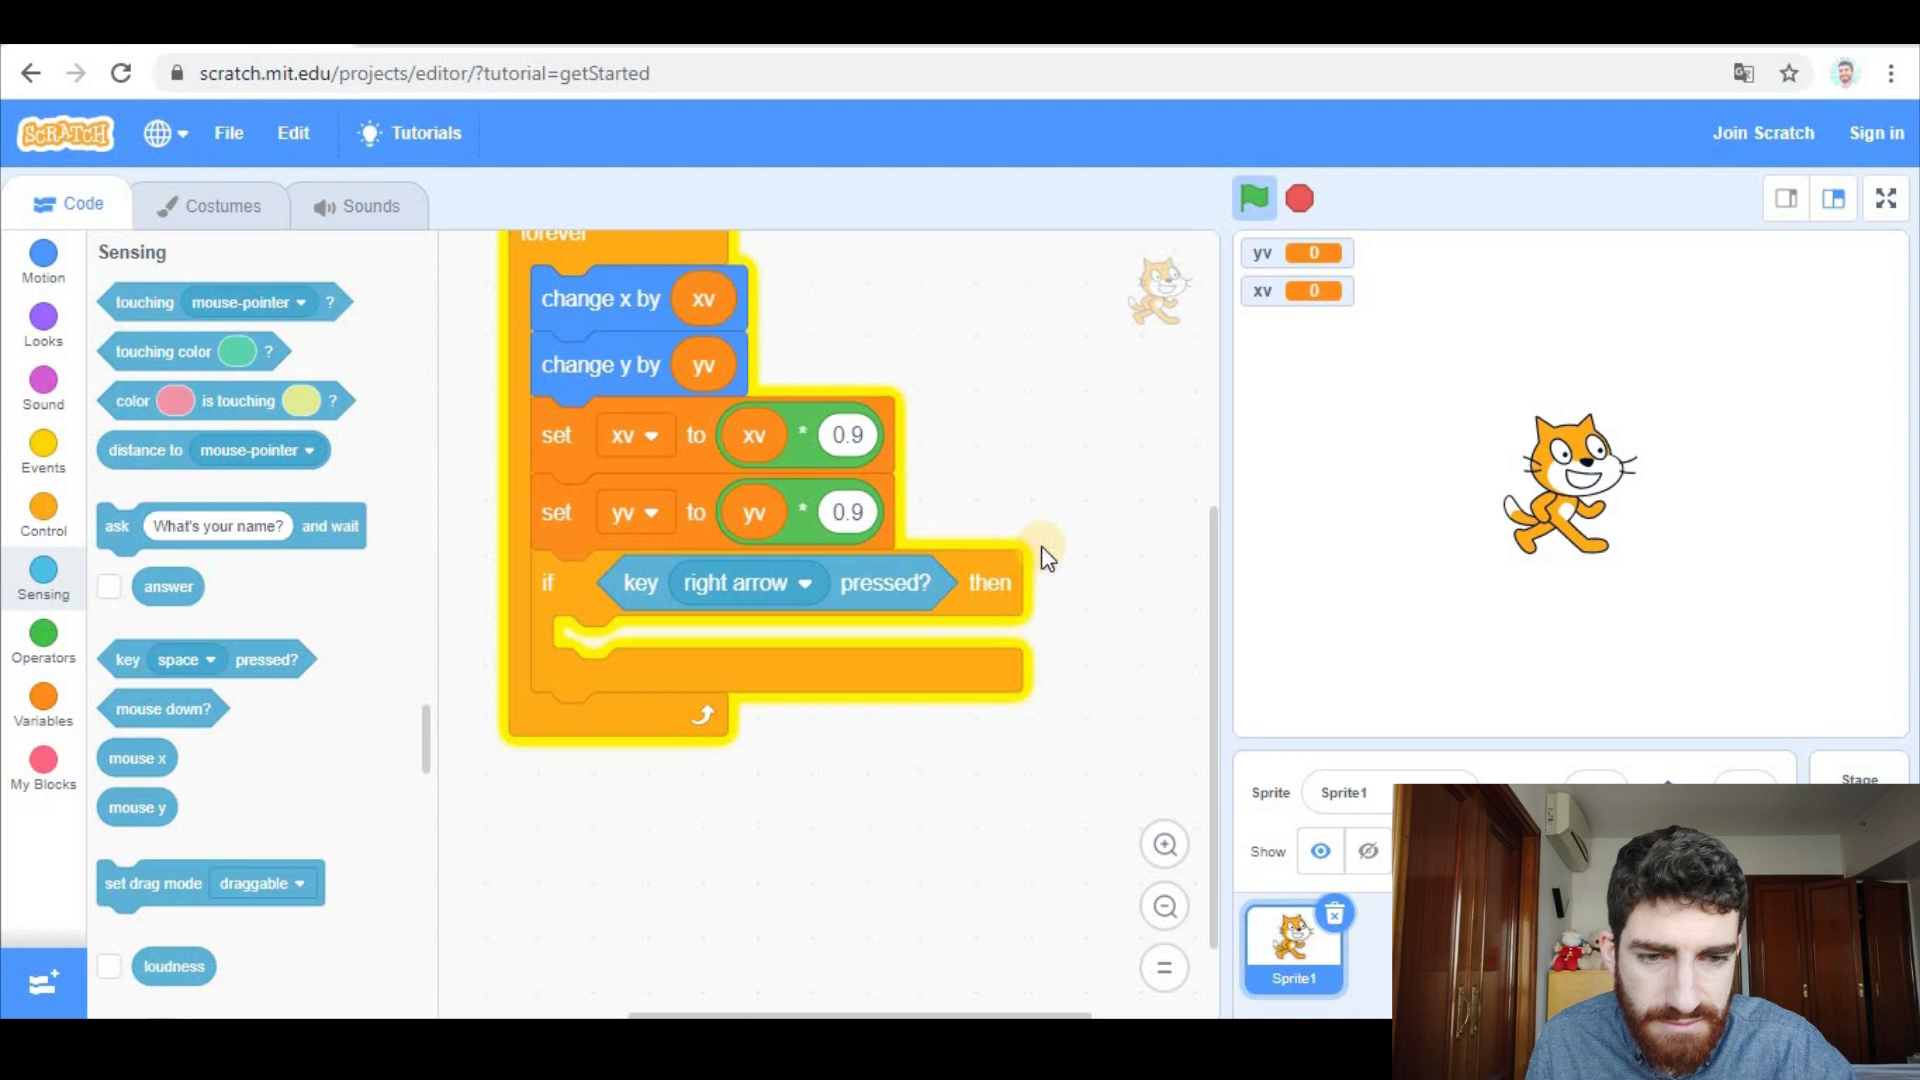 scratch.mit.edu/projects/editor/?tutorial=getStarted
SCRATCH File Edit Tutorials Join Scratch Sign in
Code Costumes Sounds
Motion
Looks
Sound
Events
Control
Sensing
Operators
Variables
My Blocks
Sensing
touching mouse-pointer ?
touching color ?
color is touching ?
distance to mouse-pointer
ask What's your name? and wait
answer
key space pressed?
mouse down?
mouse x
mouse y
set drag mode draggable
loudness
forever
change x by xv
change y by yv
set xv to xv * 0.9
set yv to yv * 0.9
if key right arrow pressed? then
yv 0
xv 0
Sprite Sprite1
Show
Sprite1
Stage